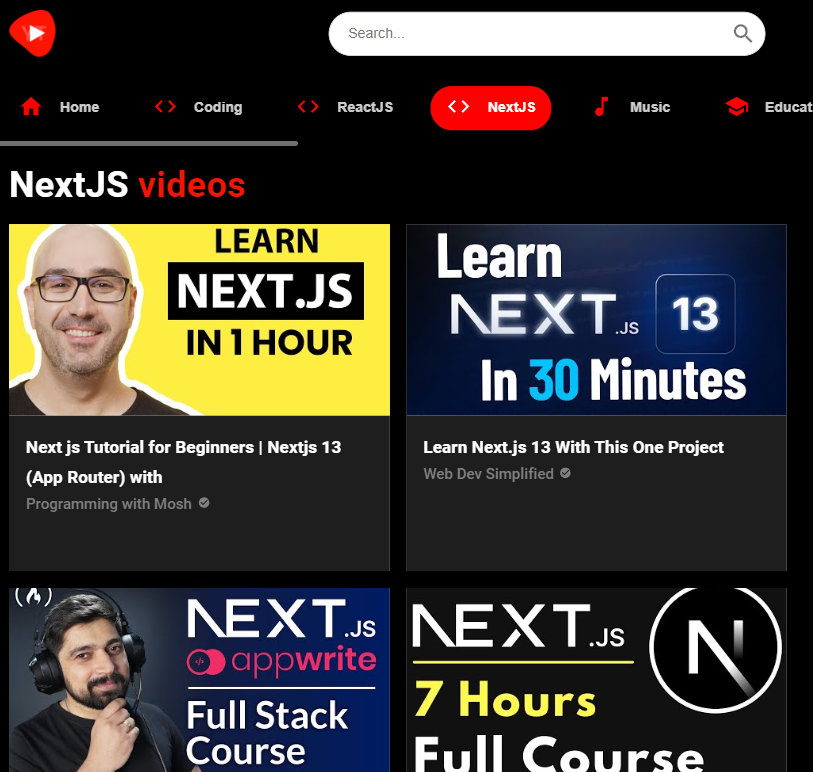 Search...
Home
Coding
ReactJS
NextJS
Music
Educat
NextJS videos
LEARN
NEXT.JS
IN 1 HOUR
Learn
NEXT.JS 13
In 30 Minutes
Next js Tutorial for Beginners | Nextjs 13
(App Router) with
Programming with Mosh
Learn Next.js 13 With This One Project
Web Dev Simplified
NEXT.JS
appwrite
Full Stack
Course
NEXT.JS
N
7 Hours
Full Course